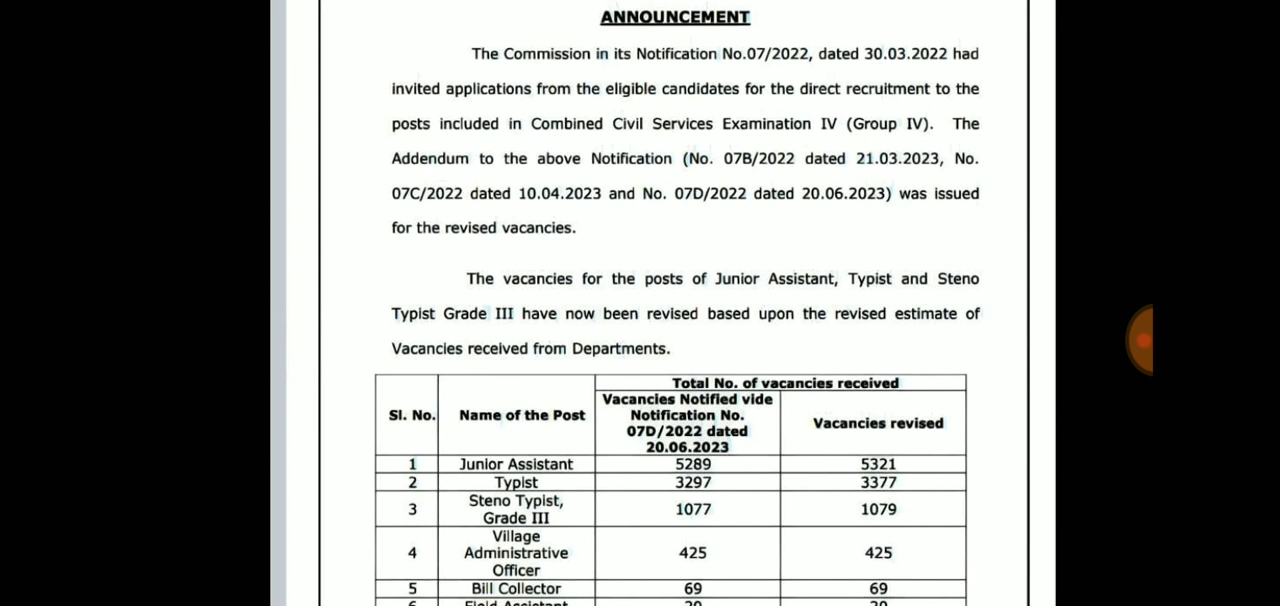 ANNOUNCEMENT
The Commission in its Notification No.07/2022, dated 30.03.2022 had
invited applications from the eligible candidates for the direct recruitment to the
posts included in Combined Civil Services Examination IV (Group IV). The
Addendum to the above Notification (No. 07B/2022 dated 21.03.2023, No.
07C/2022 dated 10.04.2023 and No. 07D/2022 dated 20.06.2023) was issued
for the revised vacancies.
The vacancies for the posts of Junior Assistant, Typist and Steno
Typist Grade III have now been revised based upon the revised estimate of
Vacancies received from Departments.
Total No. of vacancies received
Sl. No. Name of the Post
Vacancies Notified vide
Notification No.
07D/2022 dated
20.06.2023
Vacancies revised
1 Junior Assistant 5289 5321
2 Typist 3297 3377
3 Steno Typist,
Grade III 1077 1079
4 Village
Administrative
Officer 425 425
5 Bill Collector 69 69
Field Assistant